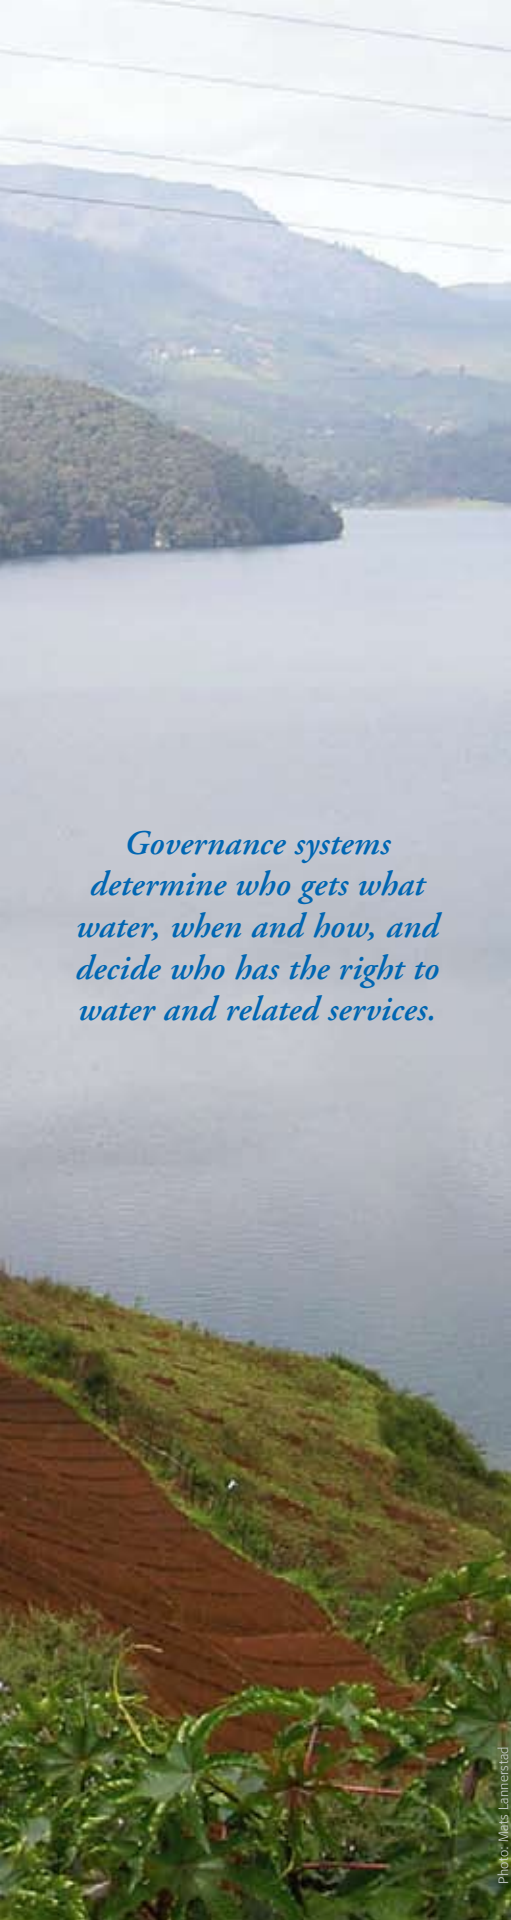 Governance systems
determine who gets what
water, when and how, and
decide who has the right to
water and related services.
Photo: Mats Lannerstad